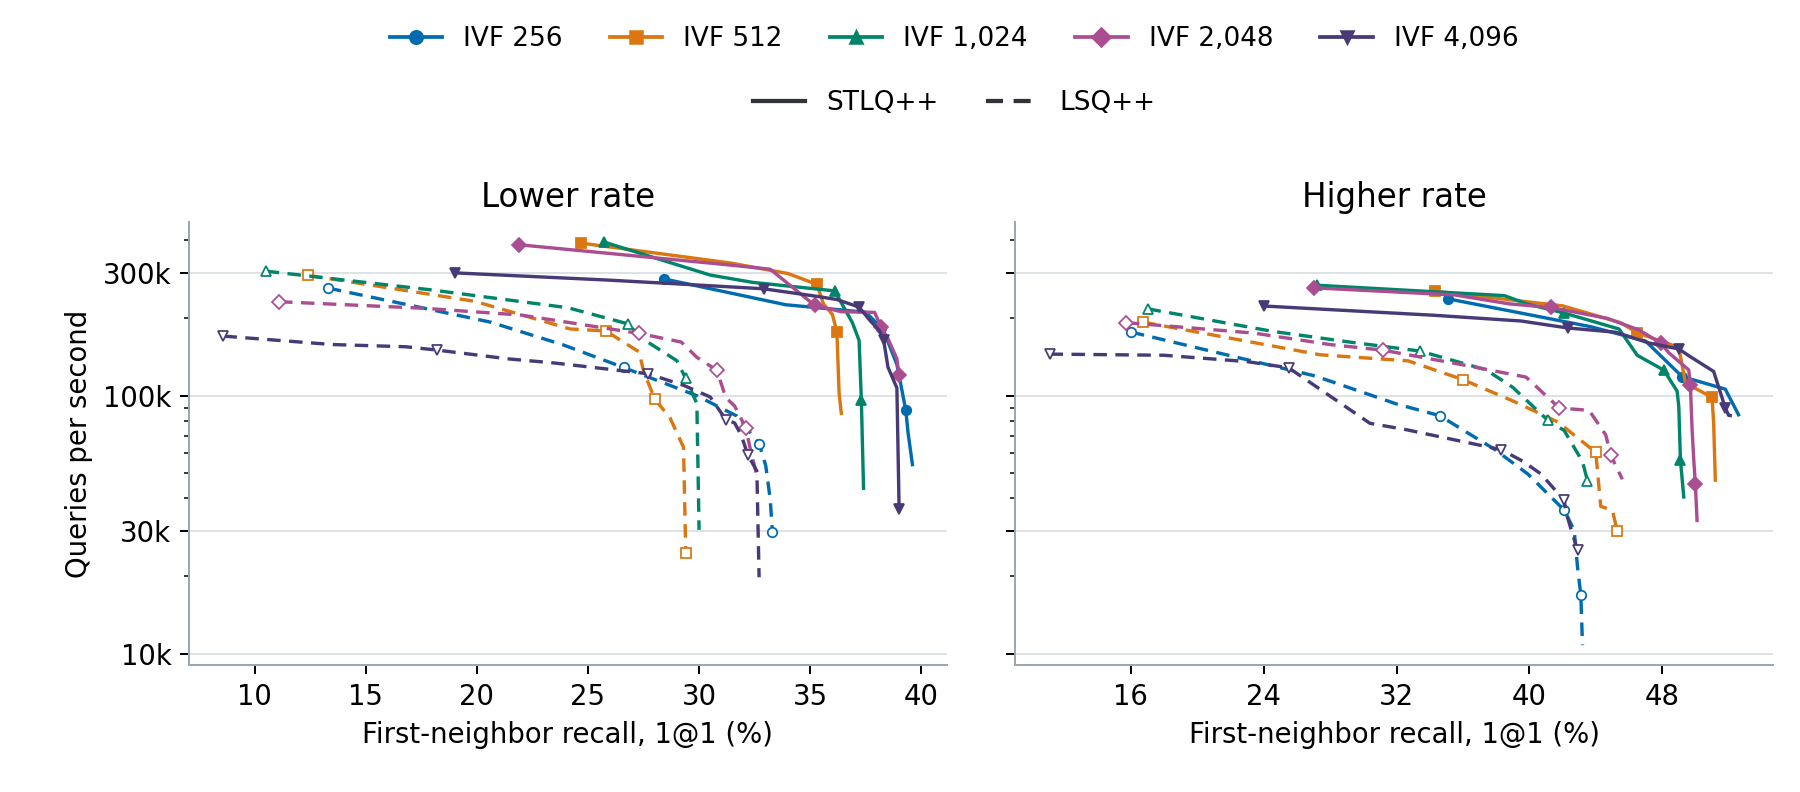 IVF 256 IVF 512 IVF 1,024 IVF 2,048 IVF 4,096
STLQ++ LSQ++
Lower rate
Higher rate
Queries per second
300k
100k
30k
10k
10 15 20 25 30 35 40
16 24 32 40 48
First-neighbor recall, 1@1 (%)
First-neighbor recall, 1@1 (%)